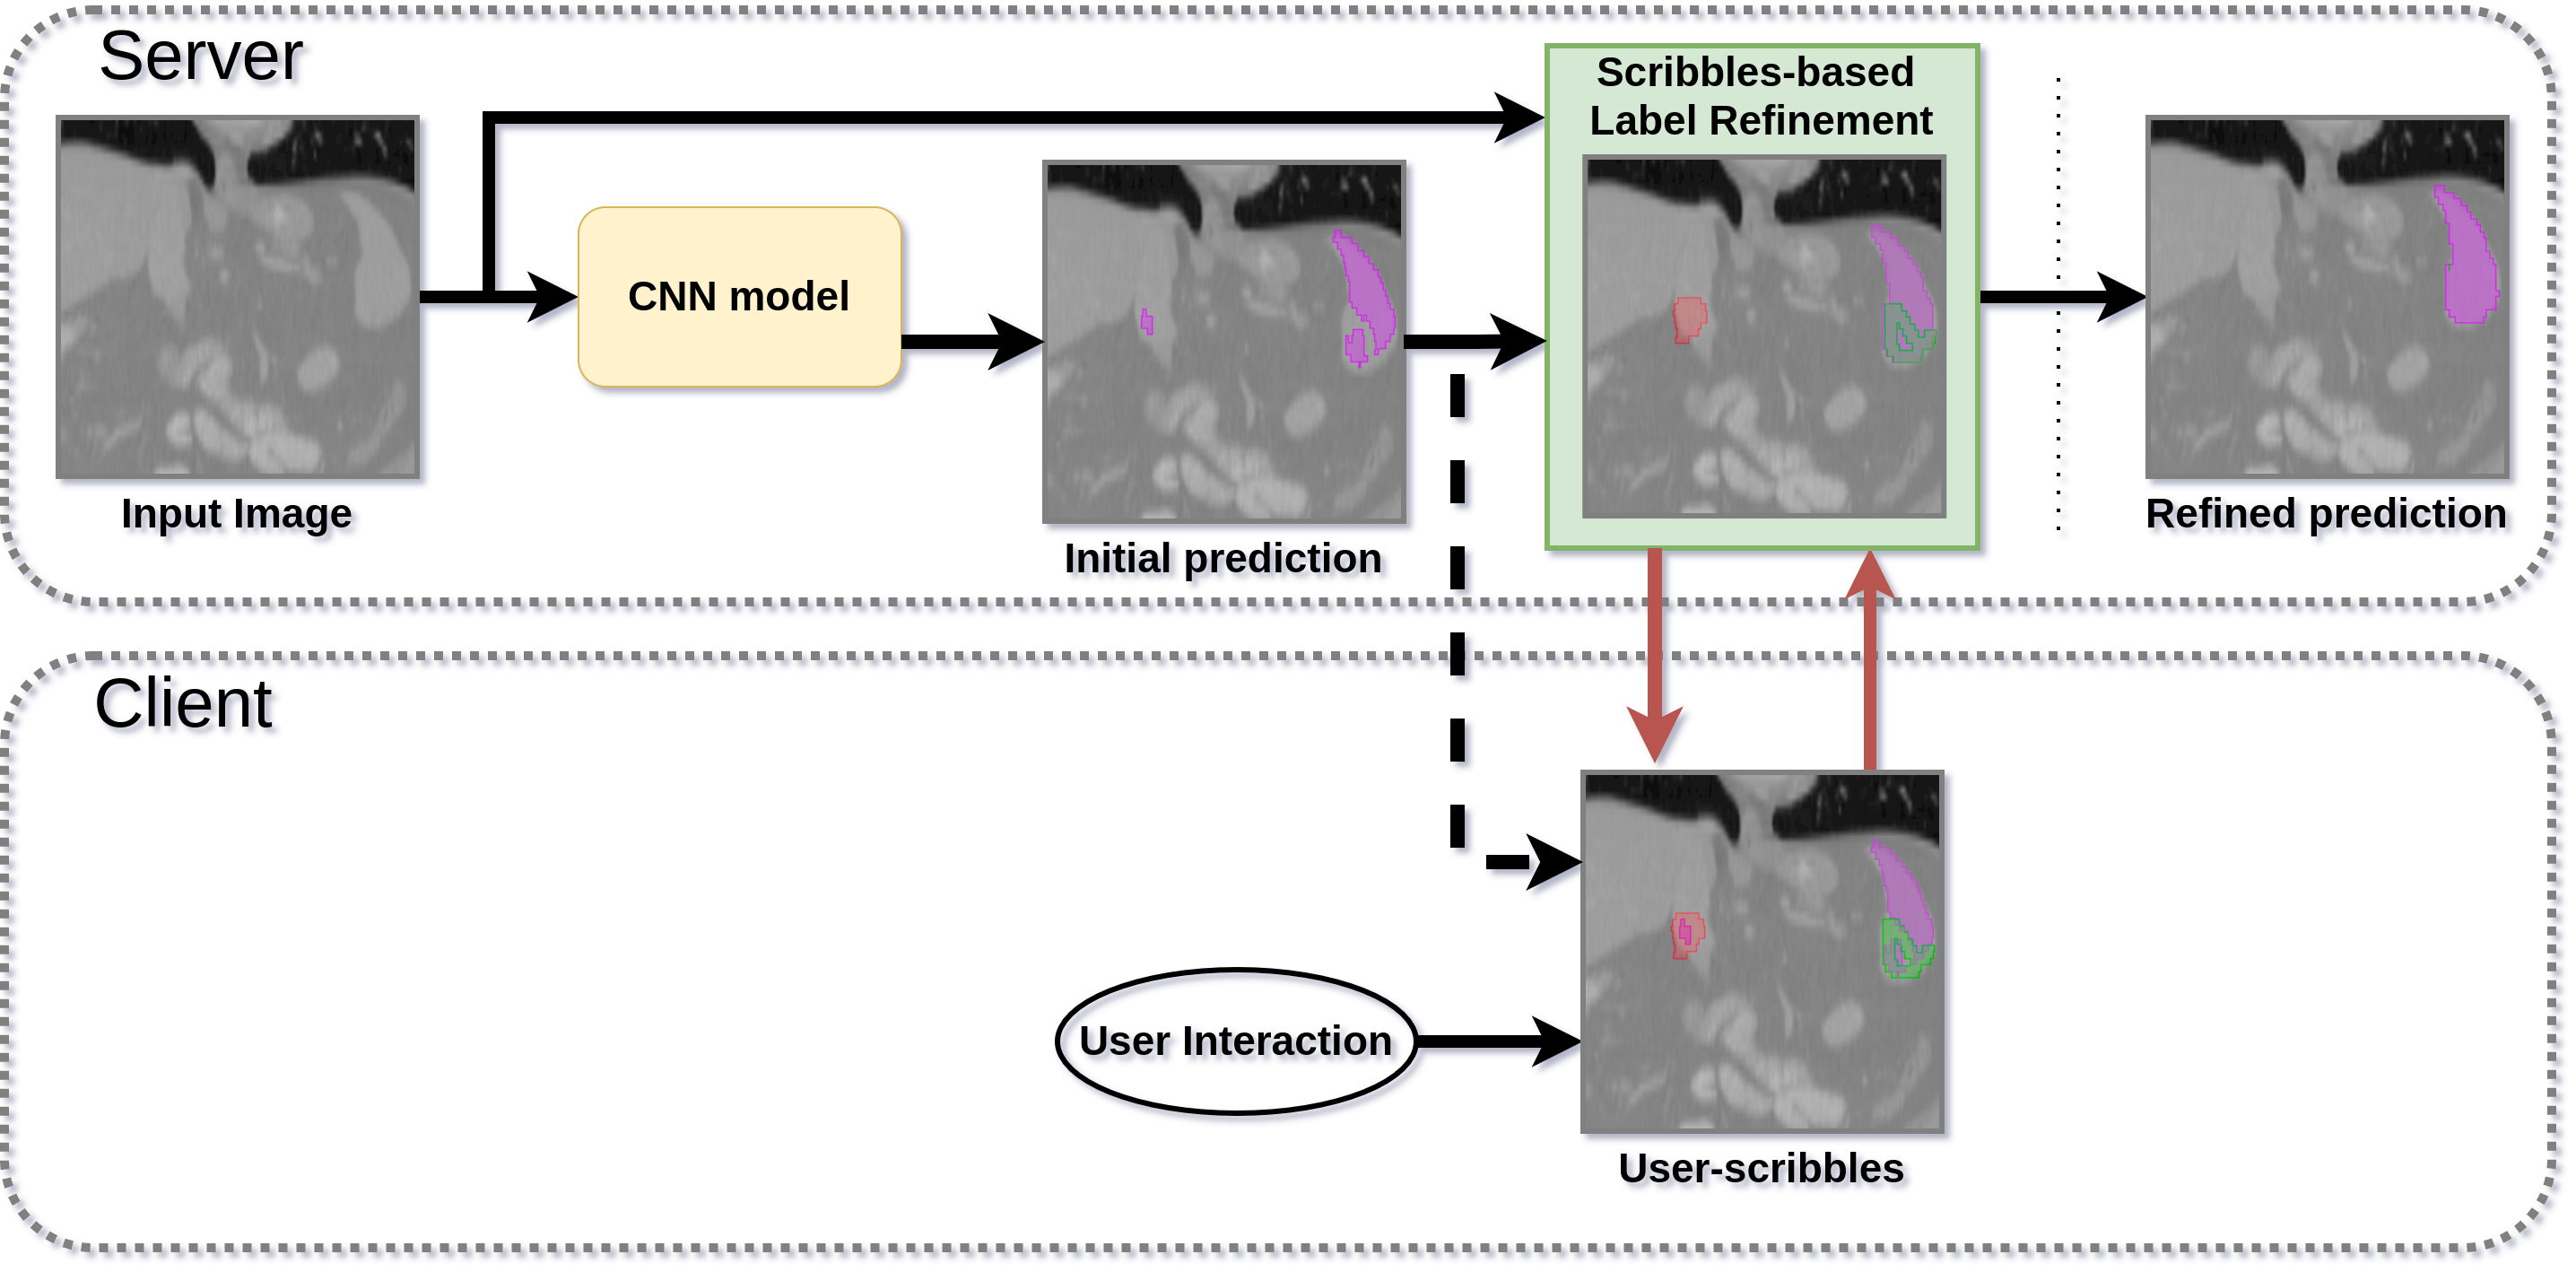 Server
Scribbles-based
Label Refinement
CNN model
Input Image
Initial prediction
Refined prediction
Client
User Interaction
User-scribbles